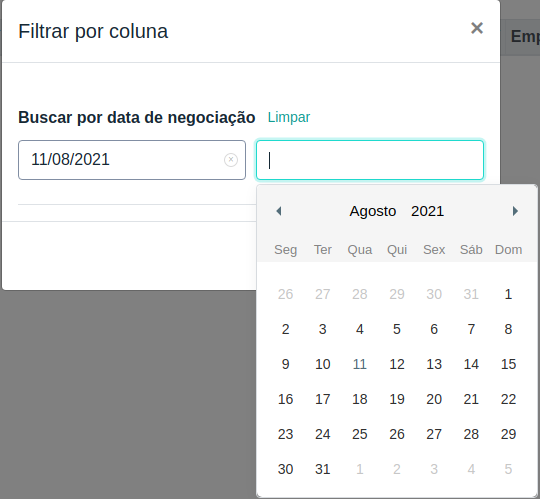 Filtrar por coluna ×
Emp
Buscar por data de negociação Limpar
11/08/2021
Agosto 2021
Seg Ter Qua Qui Sex Sáb Dom
26 27 28 29 30 31 1
2 3 4 5 6 7 8
9 10 11 12 13 14 15
16 17 18 19 20 21 22
23 24 25 26 27 28 29
30 31 1 2 3 4 5